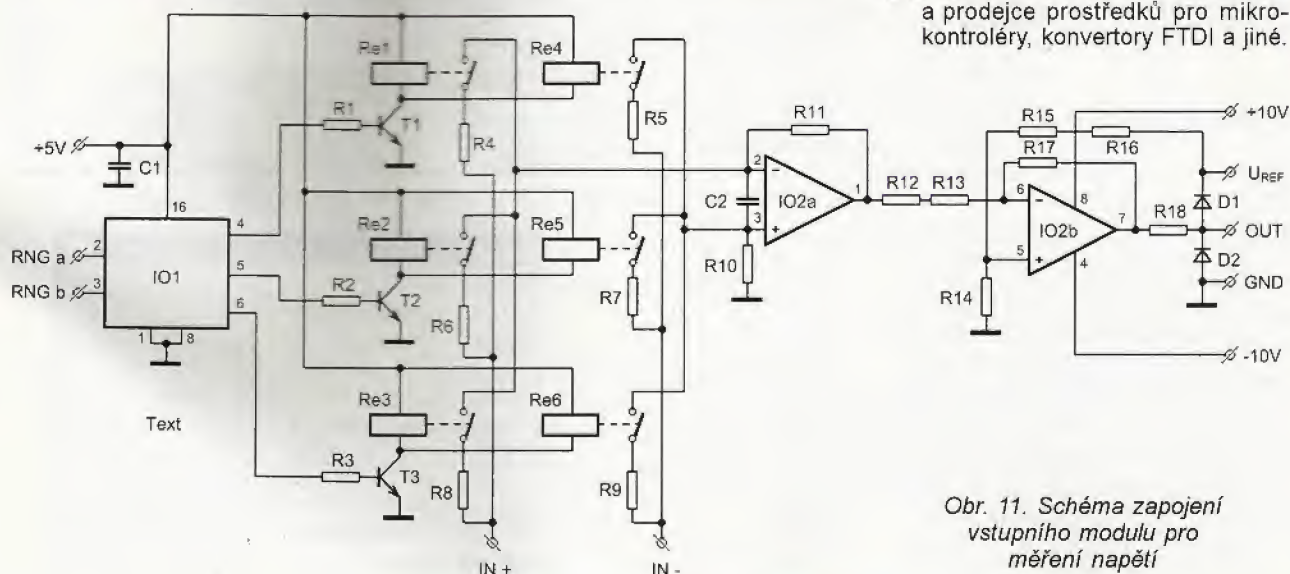 a prodejce prostředků pro mikro-
kontroléry, konvertory FTDI a jiné.
Re1
Re4
R1
T1
R4
R5
+5V
C1
16
4
RNG a 2
RNG b 3
IO1
5
6
1 8
Text
Re2
Re5
R2
T2
R6
R7
Re3
Re6
R3
T3
R8
R9
IN +
IN -
R11
2
C2
3
IO2a
1
R10
R12 R13
R15
R16
R17
+10V
UREF
D1
6
8
IO2b
7
R18
OUT
5
4
D2
GND
R14
-10V
Obr. 11. Schéma zapojení
vstupního modulu pro
měření napětí